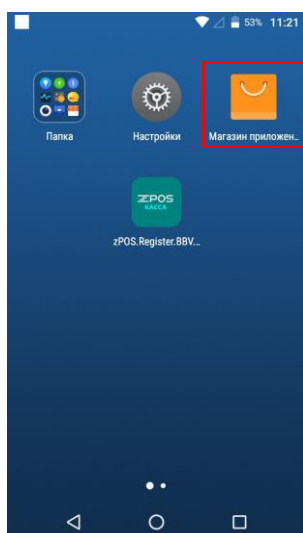 53% 11:21
Папка
Настройки
Магазин приложен..
ZPOS
КАССА
zPOS.Register.BBV...